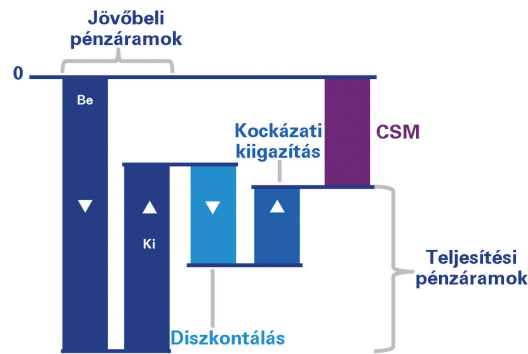 Jövőbeli
pénzáramok
0
Be
Kockázati
kiigazítás
CSM
Ki
Teljesítési
pénzáramok
Diszkontálás